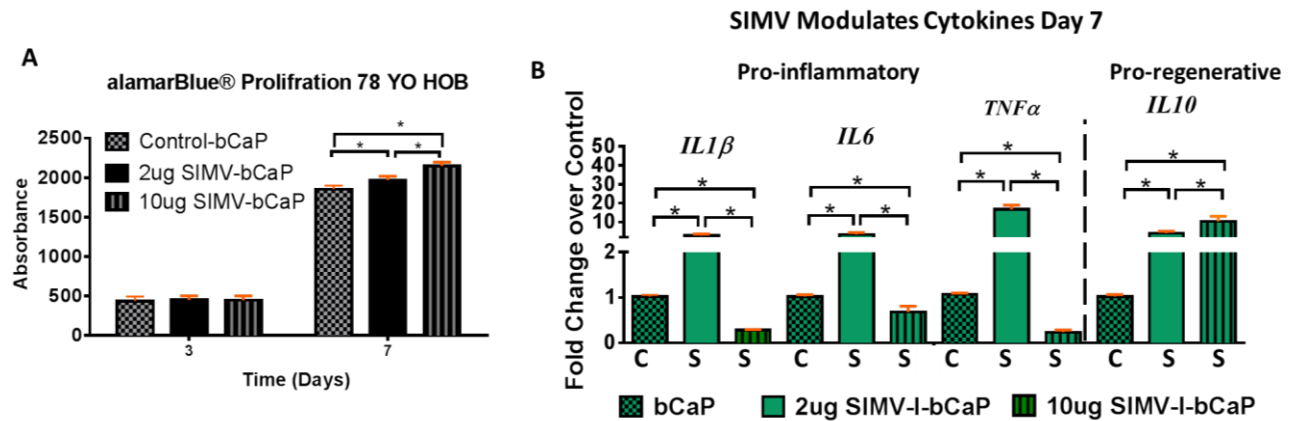 SIMV Modulates Cytokines Day 7
A
alamarBlue® Prolifration 78 YO HOB
Absorbance
2500
2000
1500
1000
500
0
Control-bCaP
2ug SIMV-bCaP
10ug SIMV-bCaP
* * *
3 7
Time (Days)
B
Pro-inflammatory Pro-regenerative
Fold Change over Control
50
40
30
20
10
2
1
0
IL1β IL6 TNFα IL10
* * *
* * *
* * *
* * *
C S S C S S C S S C S S
bCaP 2ug SIMV-I-bCaP 10ug SIMV-I-bCaP